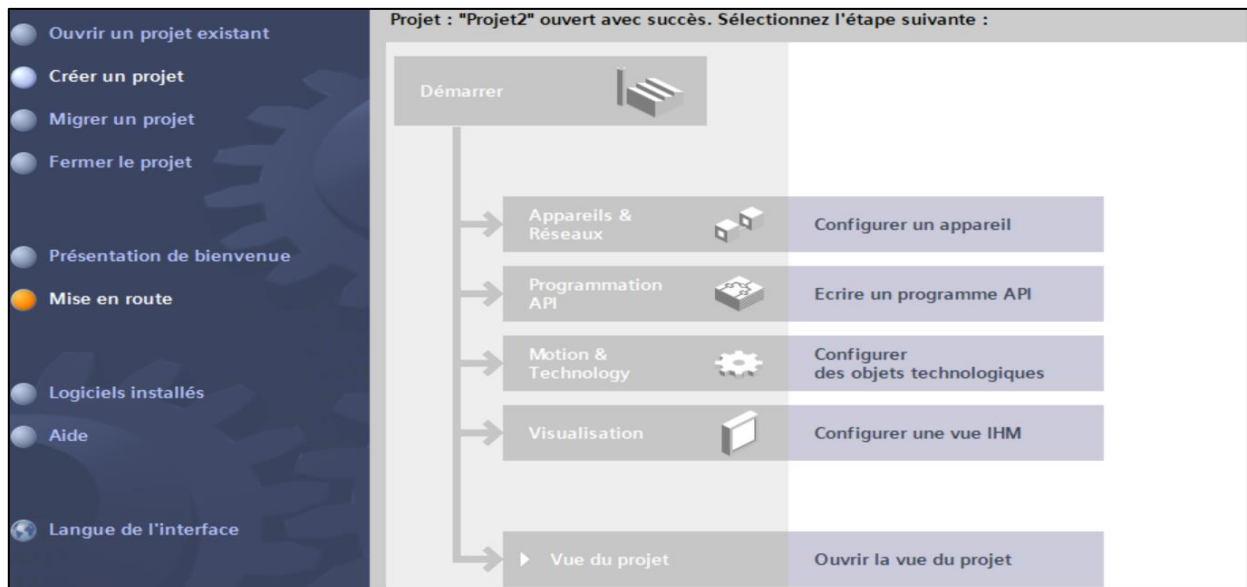 Ouvrir un projet existant
Créer un projet
Migrer un projet
Fermer le projet
Présentation de bienvenue
Mise en route
Logiciels installés
Aide
Langue de l'interface
Projet : "Projet2" ouvert avec succès. Sélectionnez l'étape suivante :
Démarrer
Appareils &
Réseaux
Configurer un appareil
Programmation
API
Ecrire un programme API
Motion &
Technology
Configurer
des objets technologiques
Visualisation
Configurer une vue IHM
Vue du projet
Ouvrir la vue du projet